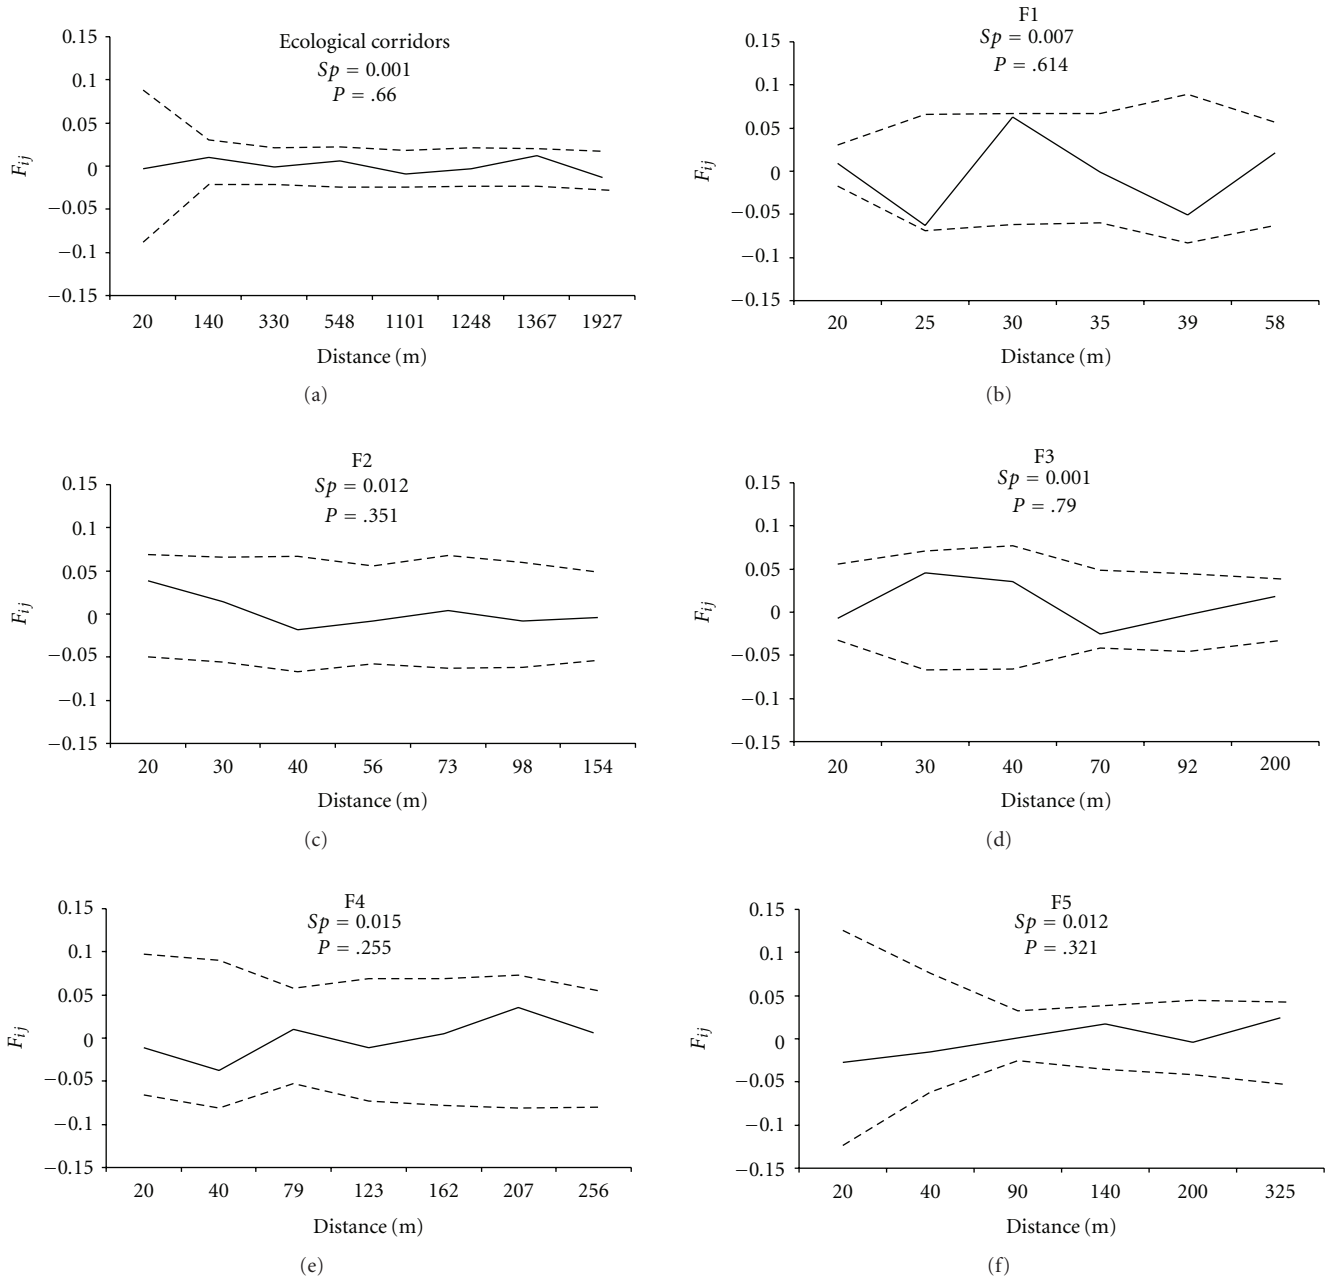 Ecological corridors
Sp = 0.001
P = .66
0.15
0.1
0.05
0
−0.05
−0.1
−0.15
F_ij
20 140 330 548 1101 1248 1367 1927
Distance (m)
(a)
F1
Sp = 0.007
P = .614
0.15
0.1
0.05
0
−0.05
−0.1
−0.15
F_ij
20 25 30 35 39 58
Distance (m)
(b)
F2
Sp = 0.012
P = .351
0.15
0.1
0.05
0
−0.05
−0.1
−0.15
F_ij
20 30 40 56 73 98 154
Distance (m)
(c)
F3
Sp = 0.001
P = .79
0.15
0.1
0.05
0
−0.05
−0.1
−0.15
F_ij
20 30 40 70 92 200
Distance (m)
(d)
F4
Sp = 0.015
P = .255
0.15
0.1
0.05
0
−0.05
−0.1
−0.15
F_ij
20 40 79 123 162 207 256
Distance (m)
(e)
F5
Sp = 0.012
P = .321
0.15
0.1
0.05
0
−0.05
−0.1
−0.15
F_ij
20 40 90 140 200 325
Distance (m)
(f)